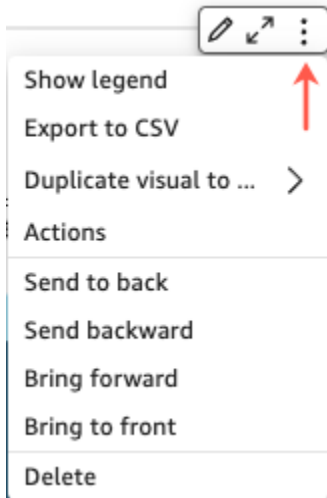 Show legend
Export to CSV
Duplicate visual to ...
Actions
Send to back
Send backward
Bring forward
Bring to front
Delete